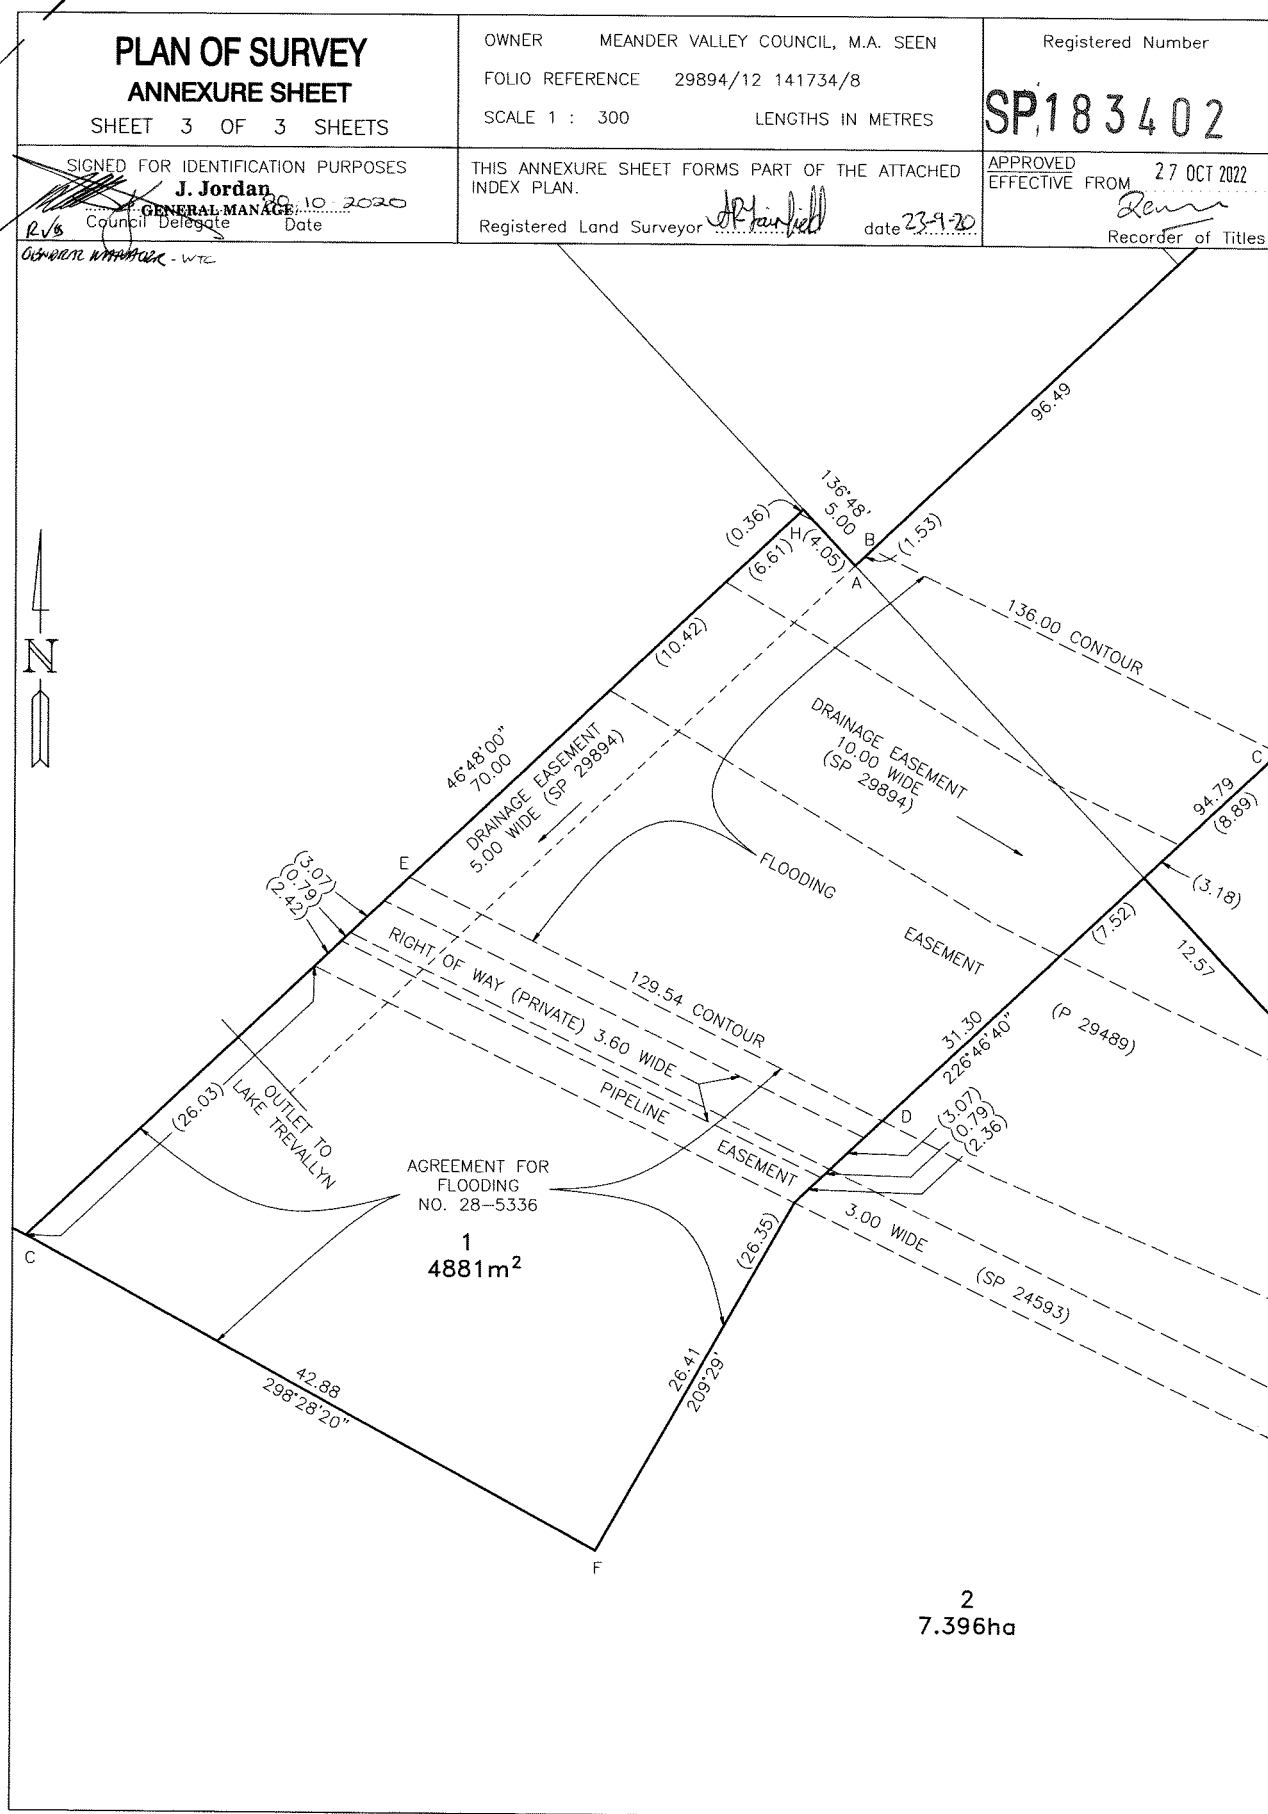 PLAN OF SURVEY
ANNEXURE SHEET
SHEET 3 OF 3 SHEETS
OWNER MEANDER VALLEY COUNCIL, M.A. SEEN
FOLIO REFERENCE 29894/12 141734/8
SCALE 1 : 300 LENGTHS IN METRES
Registered Number
SP 183402
SIGNED FOR IDENTIFICATION PURPOSES
J. Jordan
GENERAL MANAGE
20 10 2020
Council Delegate Date
GENERAL MANAGER - WTC
THIS ANNEXURE SHEET FORMS PART OF THE ATTACHED
INDEX PLAN.
Registered Land Surveyor date 23-9-20
APPROVED
EFFECTIVE FROM 27 OCT 2022
Recorder of Titles
96.49
136°48'
5.00
(0.36)
H
(4.05)
B
(1.53)
A
(6.61)
136.00 CONTOUR
(10.42)
N
DRAINAGE EASEMENT
10.00 WIDE
(SP 29894)
46°48'00"
70.00
DRAINAGE EASEMENT
5.00 WIDE (SP 29894)
C
94.79
(8.89)
E
FLOODING
(3.07)
(0.79)
(2.42)
(3.18)
(7.52)
EASEMENT
12.57
RIGHT OF WAY (PRIVATE) 3.60 WIDE
129.54 CONTOUR
31.30
226°46'40"
(P 29489)
PIPELINE
EASEMENT
3.00 WIDE
(SP 24593)
D
(3.07)
(0.79)
(2.36)
(26.03)
OUTLET TO
LAKE TREVALLYN
AGREEMENT FOR
FLOODING
NO. 28-5336
1
4881m²
(26.35)
C
26.41
209°29'
42.88
298°28'20"
F
2
7.396ha